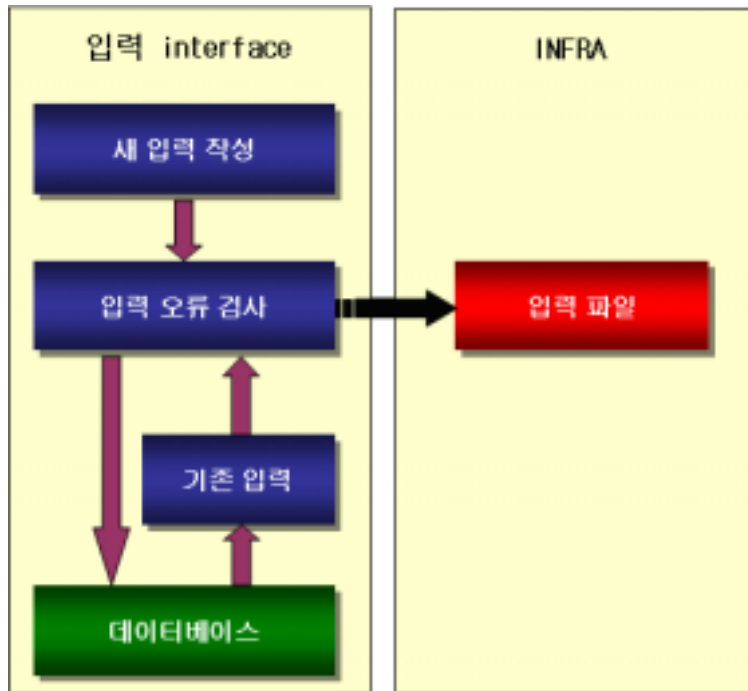 입력 interface
INFRA
새 입력 작성
입력 오류 검사
입력 파일
기존 입력
데이터베이스